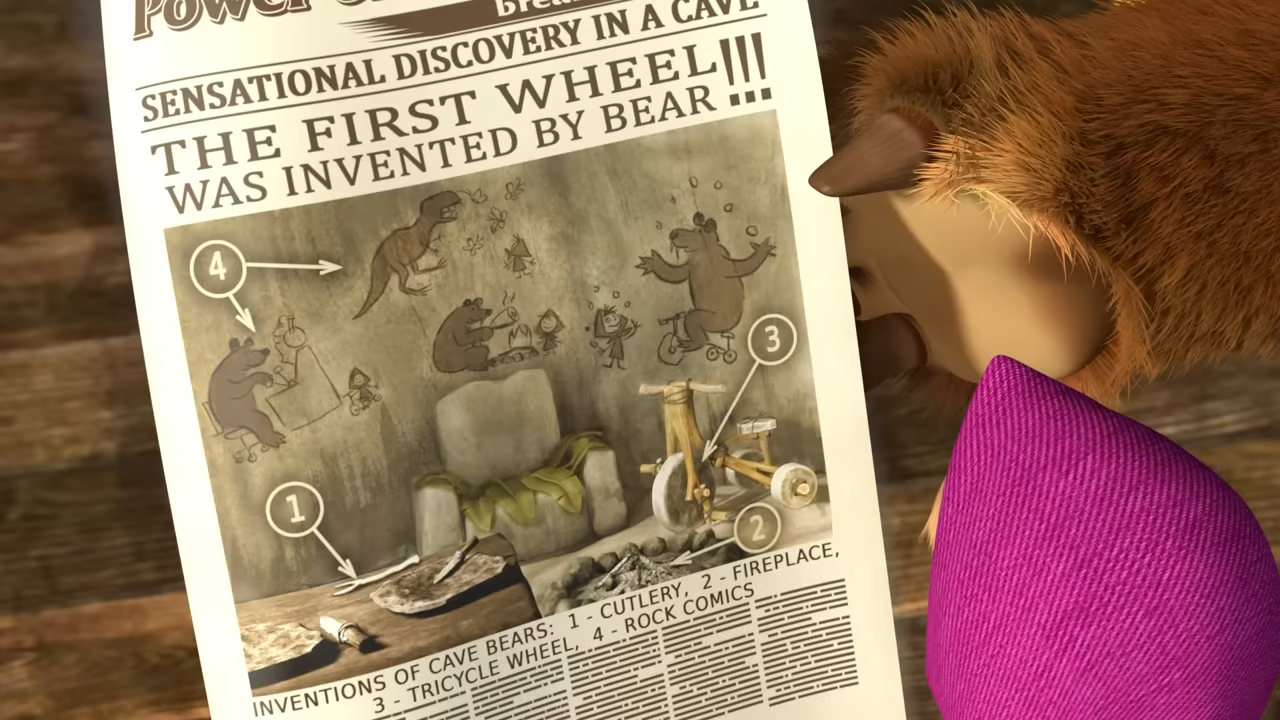 Power
SENSATIONAL DISCOVERY IN A CAVE
THE FIRST WHEEL!!!
WAS INVENTED BY BEAR
4
3
1
2
INVENTIONS OF CAVE BEARS: 1 - CUTLERY, 2 - FIREPLACE,
3 - TRICYCLE WHEEL, 4 - ROCK COMICS